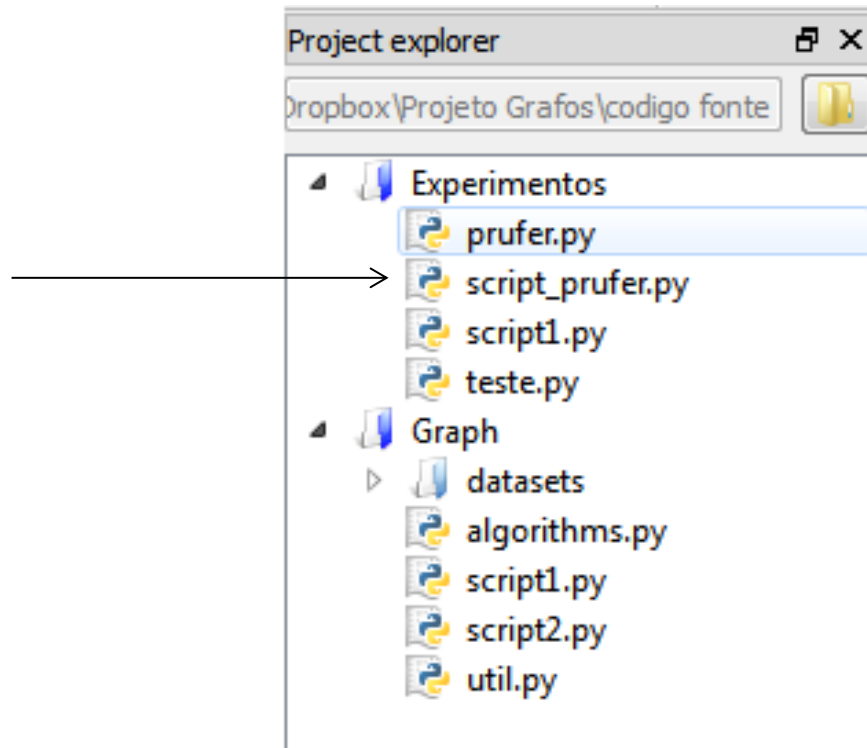 Project explorer
Dropbox\Projeto Grafos\codigo fonte
Experimentos
prufer.py
script_prufer.py
script1.py
teste.py
Graph
datasets
algorithms.py
script1.py
script2.py
util.py